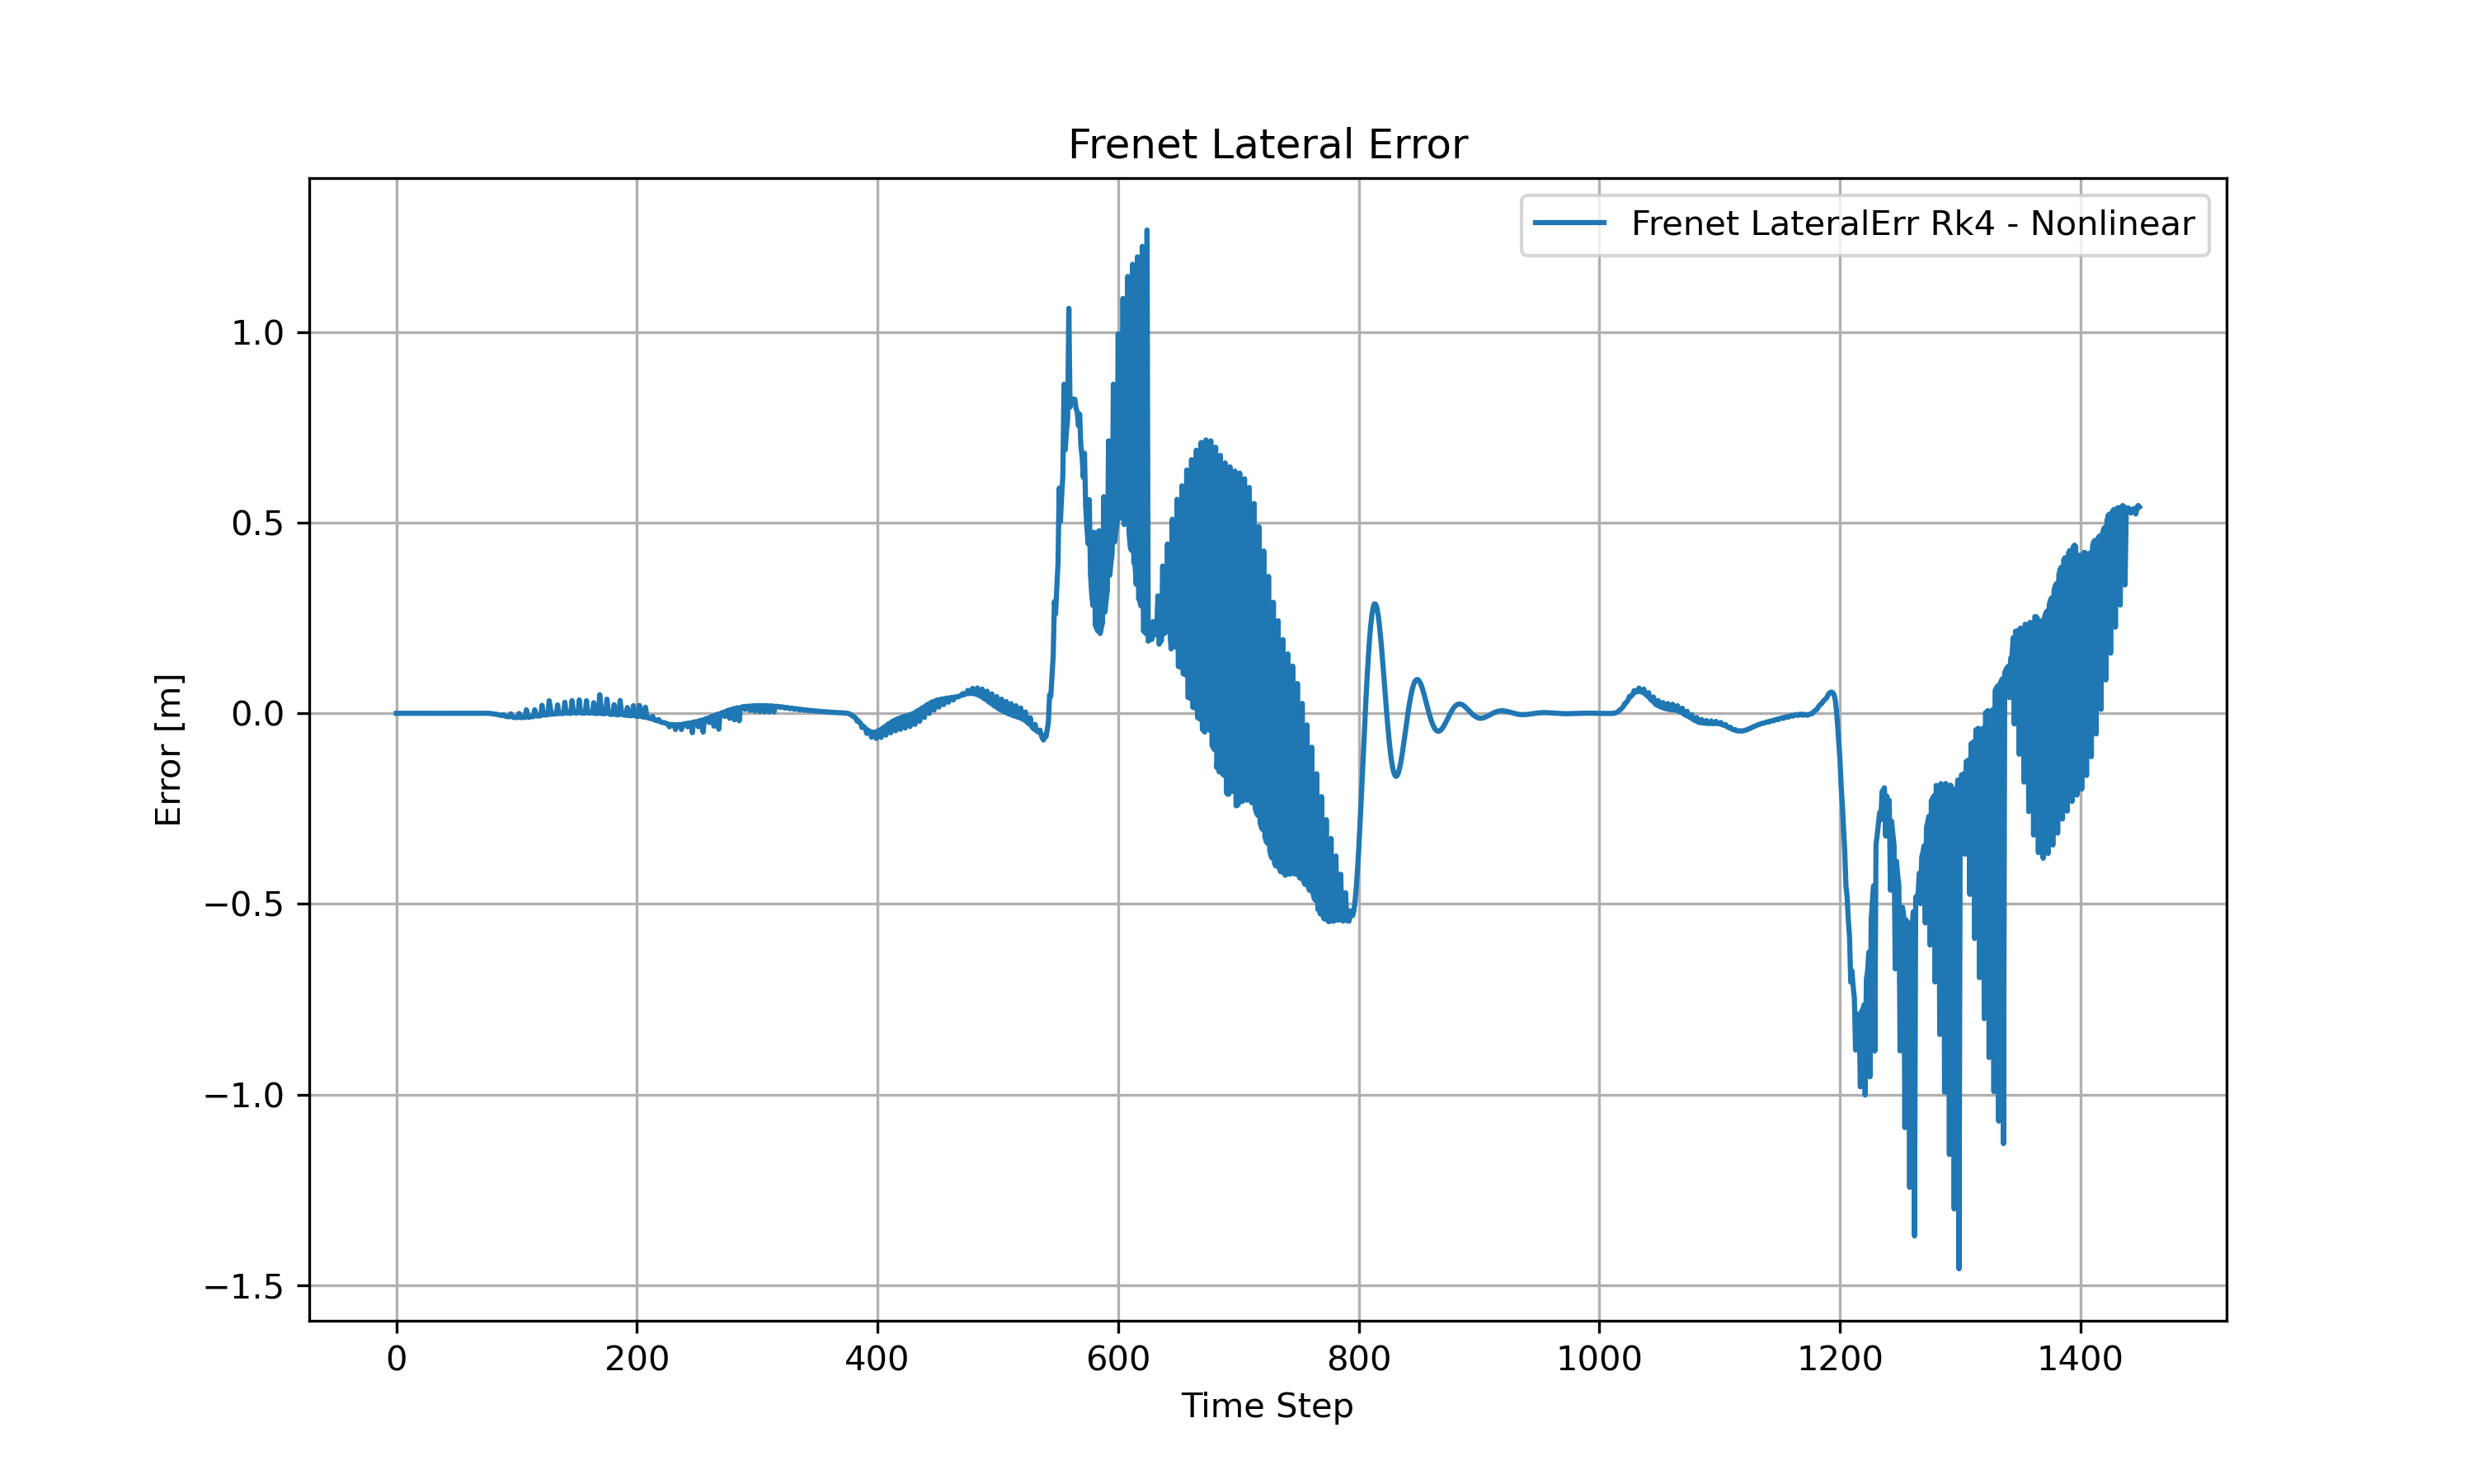 Frenet Lateral Error
Frenet LateralErr Rk4 - Nonlinear
Error [m]
1.0
0.5
0.0
−0.5
−1.0
−1.5
0 200 400 600 800 1000 1200 1400
Time Step